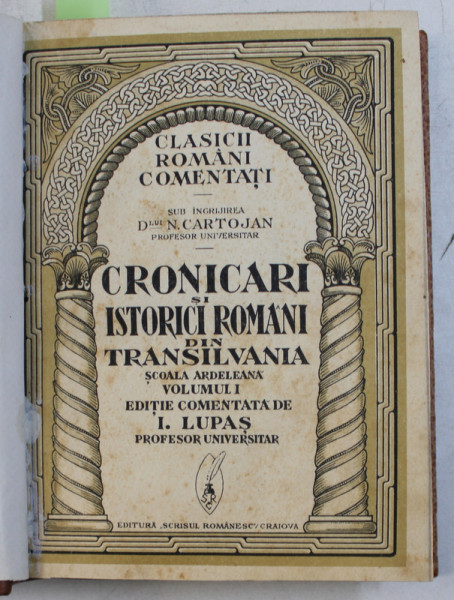 CLASICII
ROMÂNI
COMENTAȚI
SUB ÎNGRIJIREA
DLUI N. CARTOJAN
PROFESOR UNIVERSITAR
CRONICARI
ȘI
ISTORICI ROMÂNI
DIN
TRANSILVANIA
ȘCOALA ARDELEANĂ
VOLUMUL I
EDIȚIE COMENTATĂ DE
I. LUPAȘ
PROFESOR UNIVERSITAR
EDITURA „SCRISUL ROMÂNESC” CRAIOVA